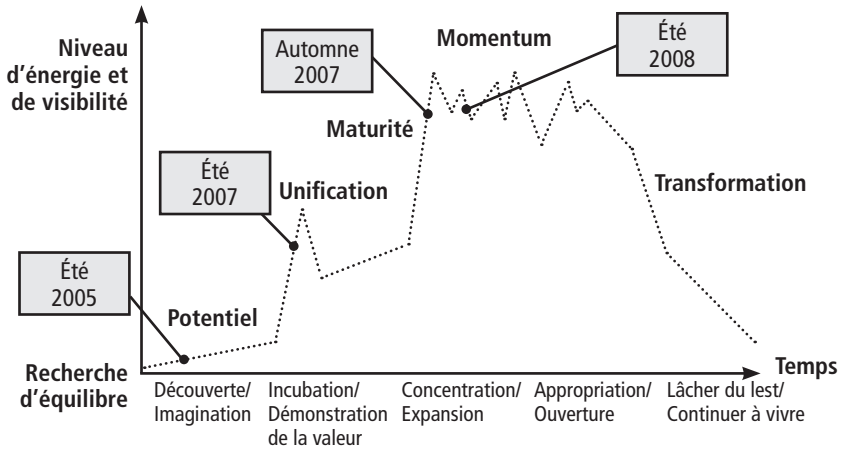 Niveau
d’énergie et
de visibilité
Automne
2007
Momentum
Été
2008
Maturité
Été
2007
Unification
Transformation
Été
2005
Potentiel
Recherche
d’équilibre
Temps
Découverte/
Imagination
Incubation/
Démonstration
de la valeur
Concentration/
Expansion
Appropriation/
Ouverture
Lâcher du lest/
Continuer à vivre